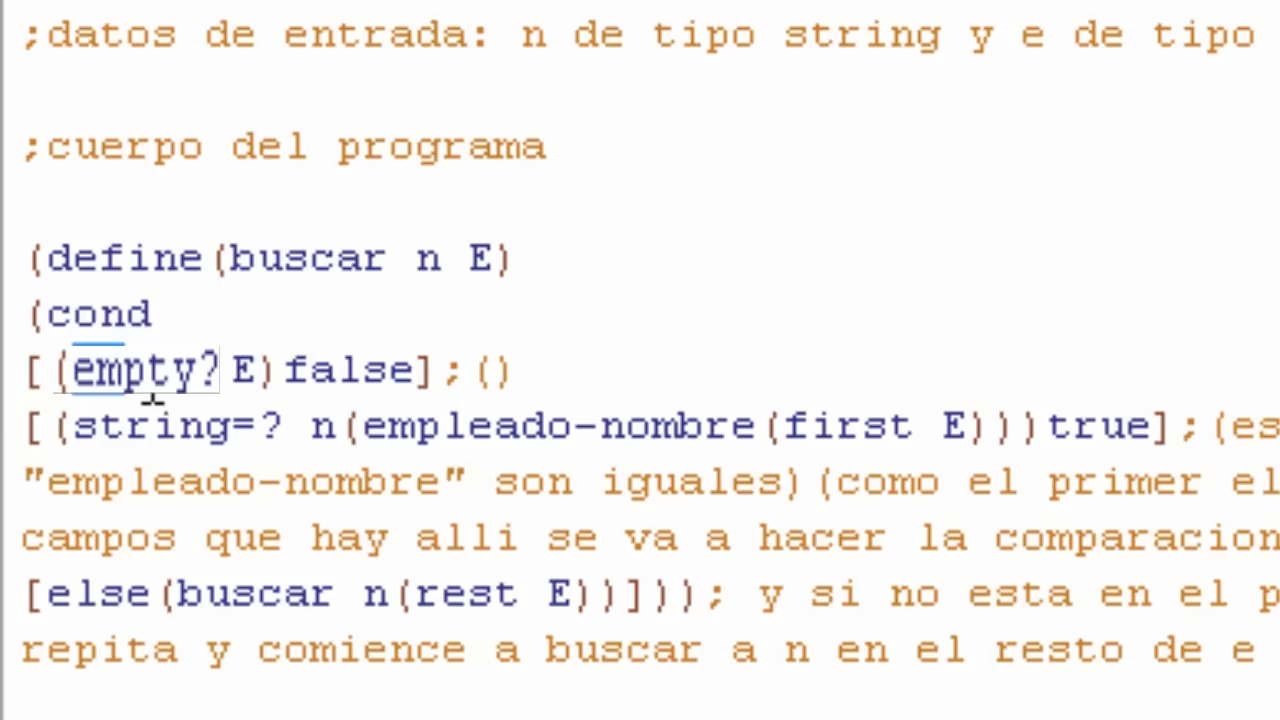 ;datos de entrada: n de tipo string y e de tipo
;cuerpo del programa
(define(buscar n E)
(cond
[(empty? E)false];()
[(string=? n(empleado-nombre(first E)))true];(es
"empleado-nombre" son iguales)(como el primer el
campos que hay alli se va a hacer la comparacion
[else(buscar n(rest E))])); y si no esta en el p
repita y comience a buscar a n en el resto de e